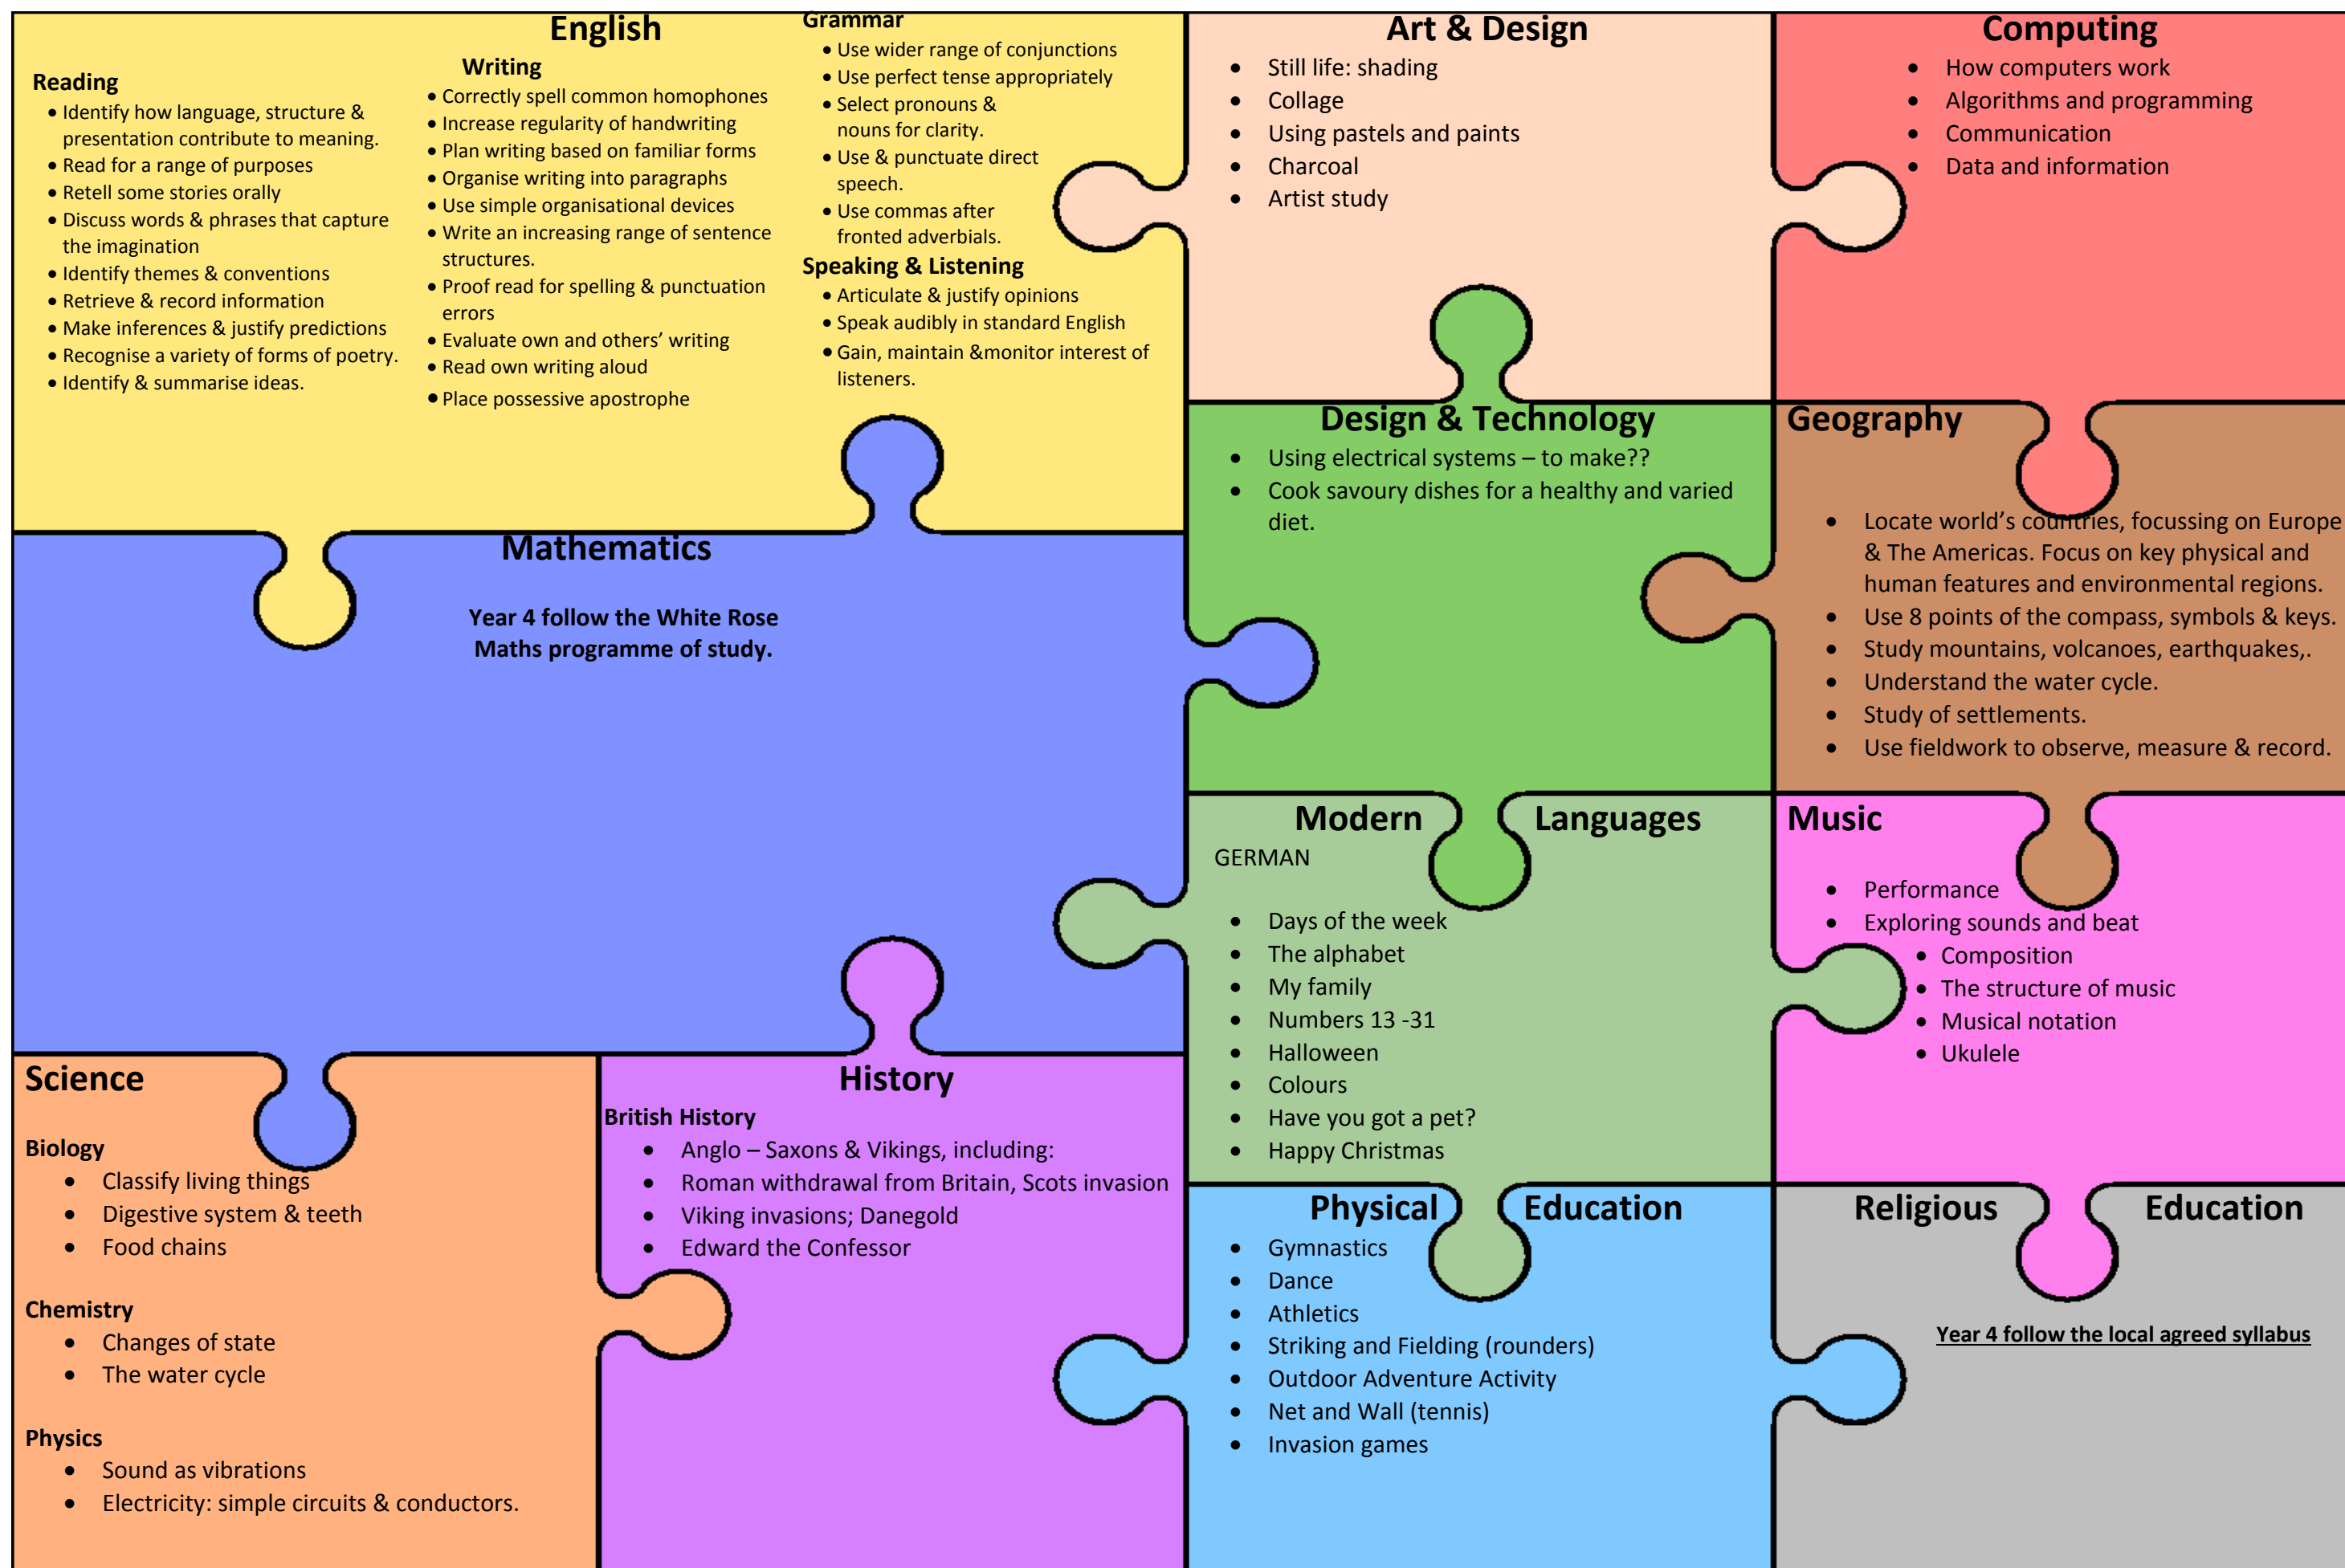 English
Reading
• Identify how language, structure &
presentation contribute to meaning.
• Read for a range of purposes
• Retell some stories orally
• Discuss words & phrases that capture
the imagination
• Identify themes & conventions
• Retrieve & record information
• Make inferences & justify predictions
• Recognise a variety of forms of poetry.
• Identify & summarise ideas.
Writing
• Correctly spell common homophones
• Increase regularity of handwriting
• Plan writing based on familiar forms
• Organise writing into paragraphs
• Use simple organisational devices
• Write an increasing range of sentence
structures.
• Proof read for spelling & punctuation
errors
• Evaluate own and others’ writing
• Read own writing aloud
• Place possessive apostrophe
Grammar
• Use wider range of conjunctions
• Use perfect tense appropriately
• Select pronouns &
nouns for clarity.
• Use & punctuate direct
speech.
• Use commas after
fronted adverbials.
Speaking & Listening
• Articulate & justify opinions
• Speak audibly in standard English
• Gain, maintain &monitor interest of
listeners.
Art & Design
• Still life: shading
• Collage
• Using pastels and paints
• Charcoal
• Artist study
Computing
• How computers work
• Algorithms and programming
• Communication
• Data and information
Mathematics
Year 4 follow the White Rose
Maths programme of study.
Design & Technology
• Using electrical systems – to make??
• Cook savoury dishes for a healthy and varied
diet.
Geography
• Locate world’s countries, focussing on Europe
& The Americas. Focus on key physical and
human features and environmental regions.
• Use 8 points of the compass, symbols & keys.
• Study mountains, volcanoes, earthquakes,.
• Understand the water cycle.
• Study of settlements.
• Use fieldwork to observe, measure & record.
Modern Languages
GERMAN
• Days of the week
• The alphabet
• My family
• Numbers 13 -31
• Halloween
• Colours
• Have you got a pet?
• Happy Christmas
Music
• Performance
• Exploring sounds and beat
• Composition
• The structure of music
• Musical notation
• Ukulele
Science
Biology
• Classify living things
• Digestive system & teeth
• Food chains
Chemistry
• Changes of state
• The water cycle
Physics
• Sound as vibrations
• Electricity: simple circuits & conductors.
History
British History
• Anglo – Saxons & Vikings, including:
• Roman withdrawal from Britain, Scots invasion
• Viking invasions; Danegold
• Edward the Confessor
Physical Education
• Gymnastics
• Dance
• Athletics
• Striking and Fielding (rounders)
• Outdoor Adventure Activity
• Net and Wall (tennis)
• Invasion games
Religious Education
Year 4 follow the local agreed syllabus